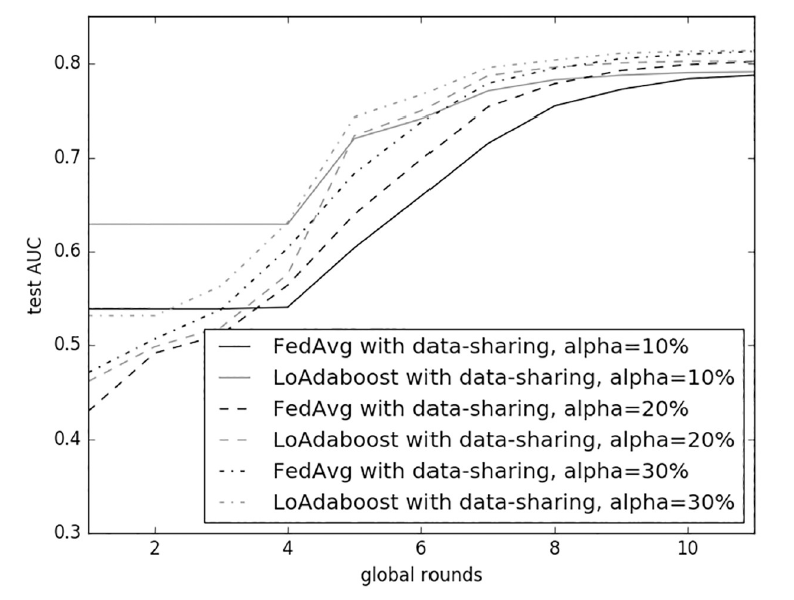 0.8
0.7
0.6
0.5
0.4
0.3
test AUC
FedAvg with data-sharing, alpha=10%
LoAdaboost with data-sharing, alpha=10%
FedAvg with data-sharing, alpha=20%
LoAdaboost with data-sharing, alpha=20%
FedAvg with data-sharing, alpha=30%
LoAdaboost with data-sharing, alpha=30%
2 4 6 8 10
global rounds